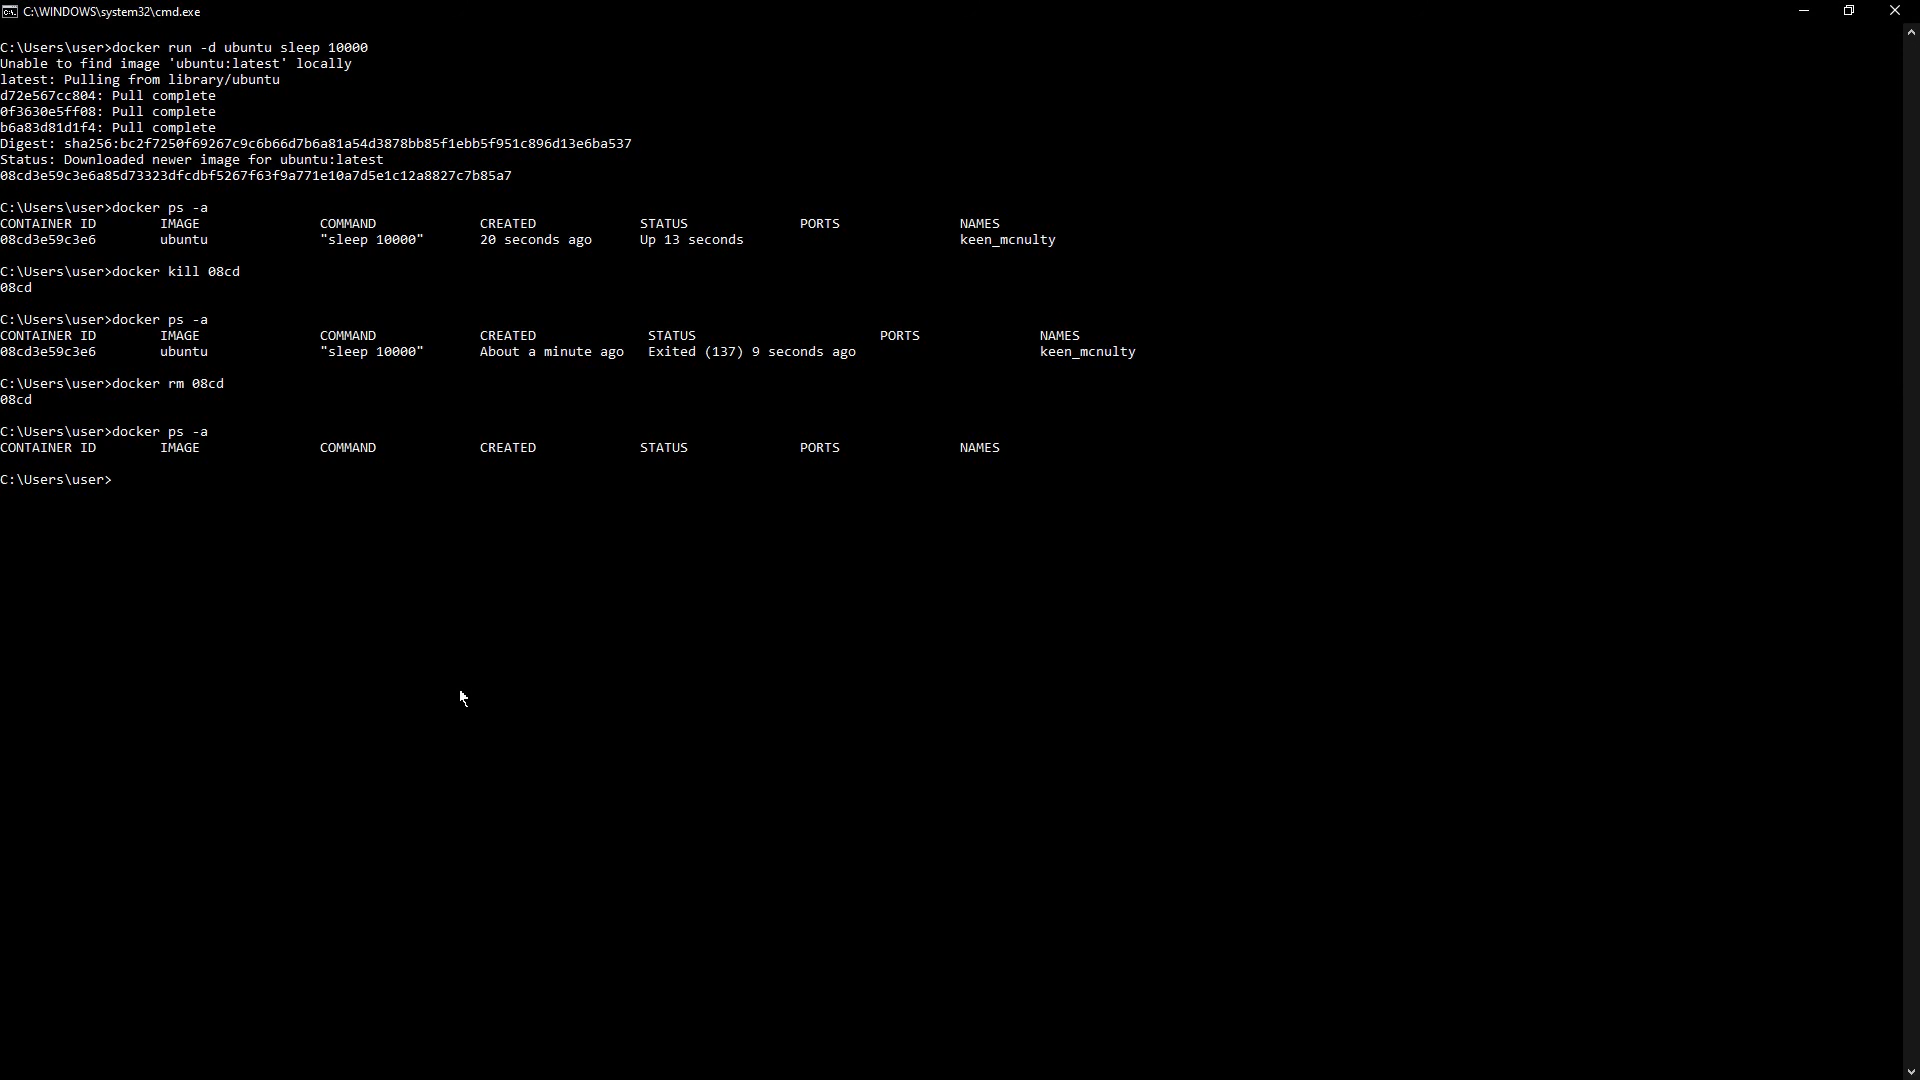 C:\WINDOWS\system32\cmd.exe
C:\Users\user>docker run -d ubuntu sleep 10000
Unable to find image 'ubuntu:latest' locally
latest: Pulling from library/ubuntu
d72e567cc804: Pull complete
0f3630e5ff08: Pull complete
b6a83d81d1f4: Pull complete
Digest: sha256:bc2f7250f69267c9c6b66d7b6a81a54d3878bb85f1ebb5f951c896d13e6ba537
Status: Downloaded newer image for ubuntu:latest
08cd3e59c3e6a85d73323dfcdbf5267f63f9a771e10a7d5e1c12a8827c7b85a7
C:\Users\user>docker ps -a
CONTAINER ID IMAGE COMMAND CREATED STATUS PORTS NAMES
08cd3e59c3e6 ubuntu "sleep 10000" 20 seconds ago Up 13 seconds keen_mcnulty
C:\Users\user>docker kill 08cd
08cd
C:\Users\user>docker ps -a
CONTAINER ID IMAGE COMMAND CREATED STATUS PORTS NAMES
08cd3e59c3e6 ubuntu "sleep 10000" About a minute ago Exited (137) 9 seconds ago keen_mcnulty
C:\Users\user>docker rm 08cd
08cd
C:\Users\user>docker ps -a
CONTAINER ID IMAGE COMMAND CREATED STATUS PORTS NAMES
C:\Users\user>